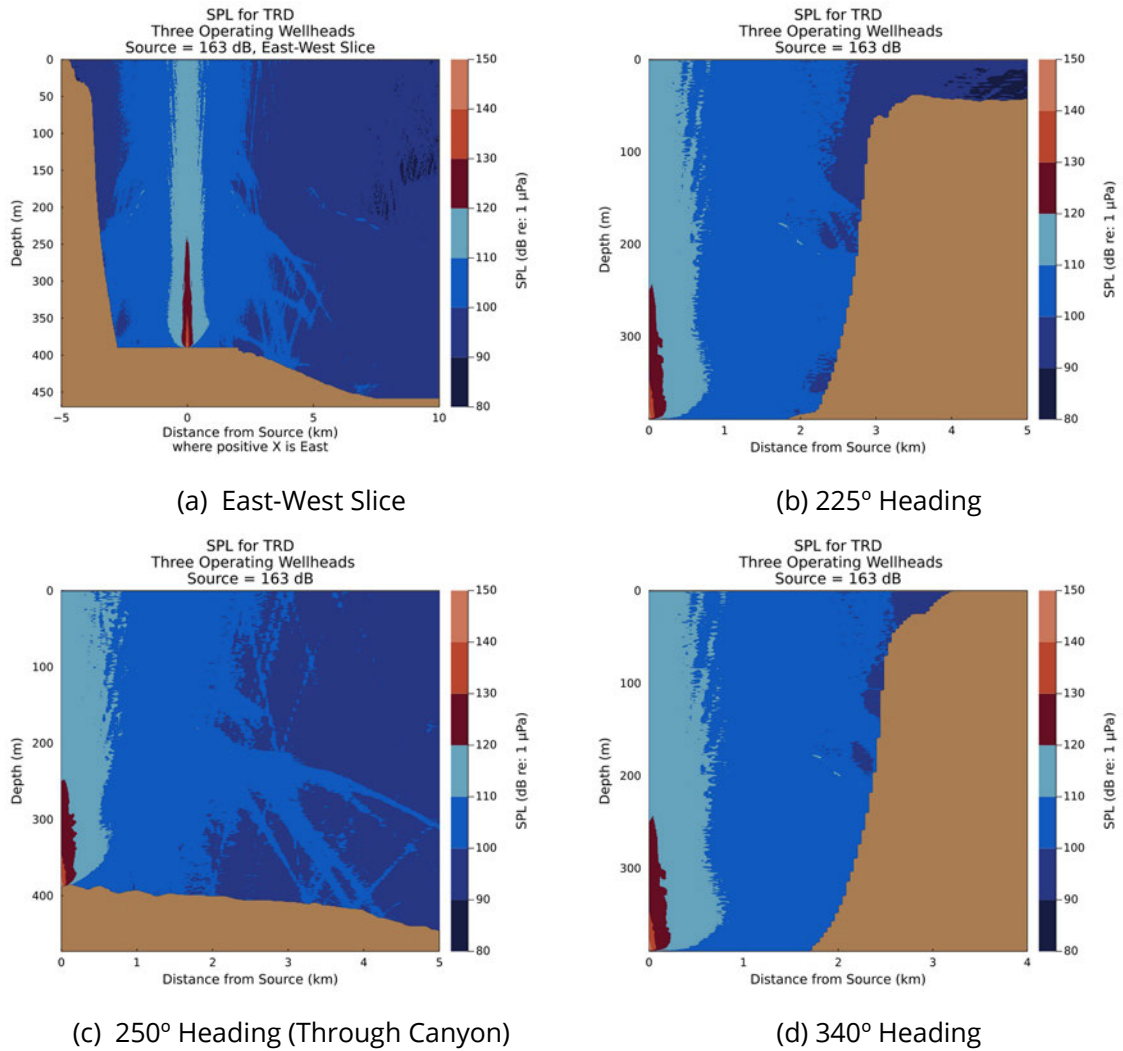 SPL for TRD
Three Operating Wellheads
Source = 163 dB, East-West Slice
0
50
100
150
200
250
300
350
400
450
Depth (m)
−5
0
5
10
Distance from Source (km)
where positive X is East
150
140
130
120
110
100
90
80
SPL (dB re: 1 μPa)
(a) East-West Slice
SPL for TRD
Three Operating Wellheads
Source = 163 dB
0
100
200
300
Depth (m)
0
1
2
3
4
5
Distance from Source (km)
150
140
130
120
110
100
90
80
SPL (dB re: 1 μPa)
(b) 225º Heading
SPL for TRD
Three Operating Wellheads
Source = 163 dB
0
100
200
300
400
Depth (m)
0
1
2
3
4
5
Distance from Source (km)
150
140
130
120
110
100
90
80
SPL (dB re: 1 μPa)
(c) 250º Heading (Through Canyon)
SPL for TRD
Three Operating Wellheads
Source = 163 dB
0
100
200
300
Depth (m)
0
1
2
3
4
Distance from Source (km)
150
140
130
120
110
100
90
80
SPL (dB re: 1 μPa)
(d) 340º Heading